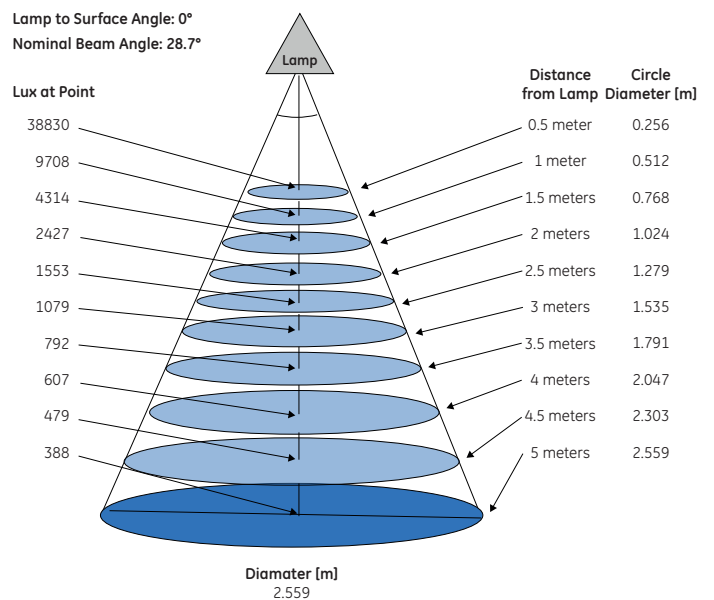 Lamp to Surface Angle: 0°
Nominal Beam Angle: 28.7°
Lamp
Lux at Point
Distance from Lamp
Circle Diameter [m]
38830 0.5 meter 0.256
9708 1 meter 0.512
4314 1.5 meters 0.768
2427 2 meters 1.024
1553 2.5 meters 1.279
1079 3 meters 1.535
792 3.5 meters 1.791
607 4 meters 2.047
479 4.5 meters 2.303
388 5 meters 2.559
Diamater [m]
2.559